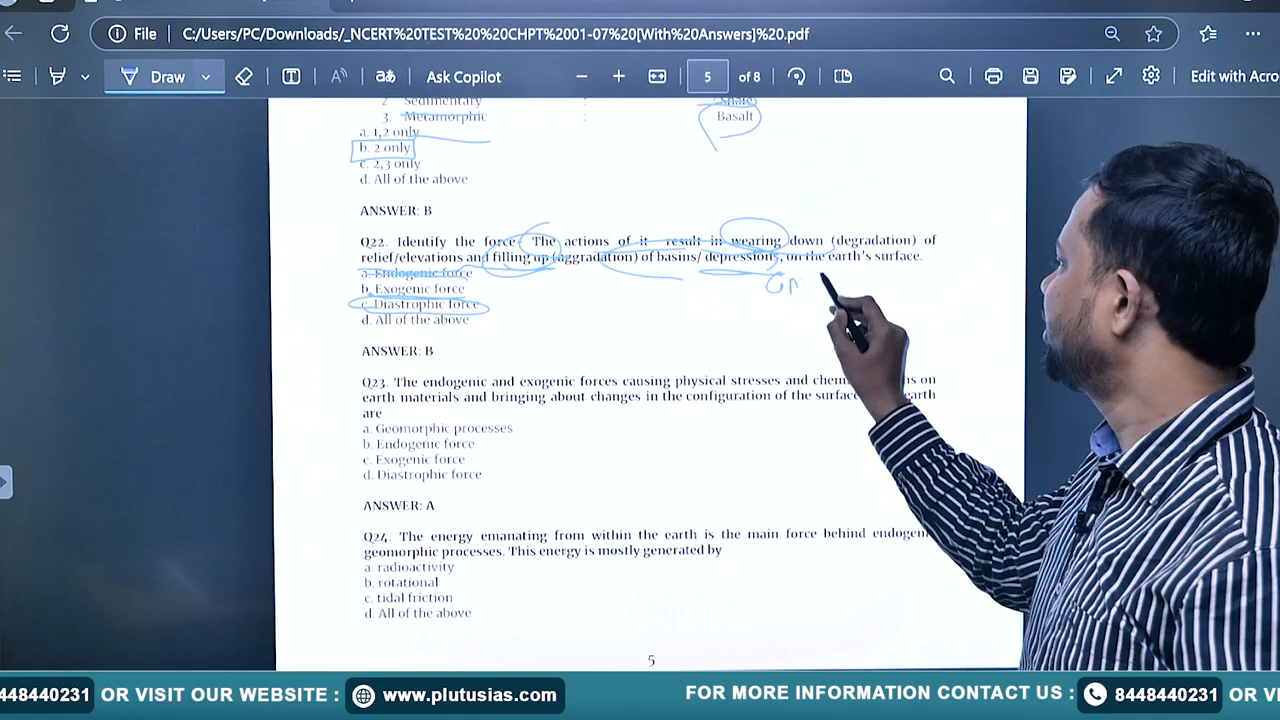 File C:/Users/PC/Downloads/_NCERT%20TEST%20%20CHPT%2001-07%20[With%20Answers]%20.pdf
Draw Ask Copilot 5 of 8 Edit with Acro
2. Sedimentary : Shale
3. Metamorphic : Basalt
a. 1,2 only
b. 2 only
c. 2,3 only
d. All of the above
ANSWER: B
Q22. Identify the force The actions of it result in wearing down (degradation) of
relief/elevations and filling up (aggradation) of basins/ depressions, on the earth's surface.
a. Endogenic force
b. Exogenic force
c. Diastrophic force
d. All of the above
ANSWER: B
Q23. The endogenic and exogenic forces causing physical stresses and on
earth materials and bringing about changes in the configuration of the surface earth
are
a. Geomorphic processes
b. Endogenic force
c. Exogenic force
d. Diastrophic force
ANSWER: A
Q24. The energy emanating from within the earth is the main force behind
geomorphic processes. This energy is mostly generated by
a. radioactivity
b. rotational
c. tidal friction
d. All of the above
5
448440231 OR VISIT OUR WEBSITE : www.plutusias.com FOR MORE INFORMATION CONTACT US : 8448440231 OR VI